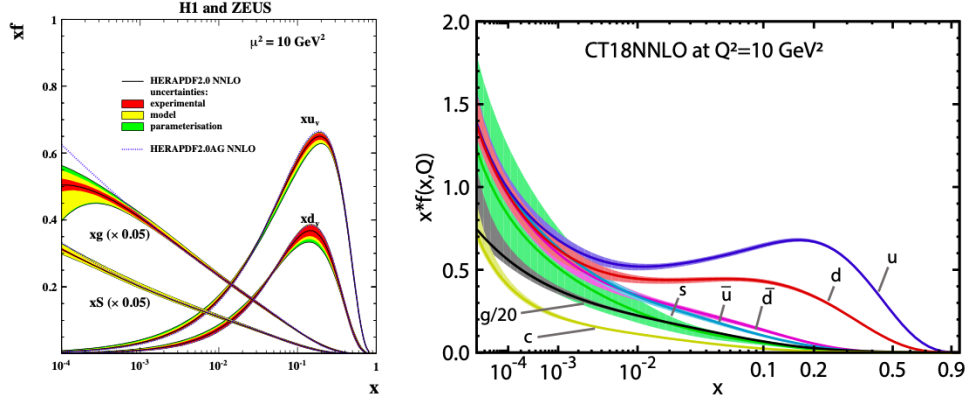 H1 and ZEUS
xf
1
0.8
0.6
0.4
0.2
0
μ² = 10 GeV²
HERAPDF2.0 NNLO
uncertainties:
experimental
model
parameterisation
HERAPDF2.0AG NNLO
xuᵥ
xdᵥ
xg (× 0.05)
xS (× 0.05)
10⁻⁴ 10⁻³ 10⁻² 10⁻¹ 1
x
CT18NNLO at Q²=10 GeV²
x*f(x,Q)
2.0
1.5
1.0
0.5
0.0
u
d
s
u̅
d̅
g/20
c
10⁻⁴ 10⁻³ 10⁻² 0.1 0.2 0.5 0.9
x